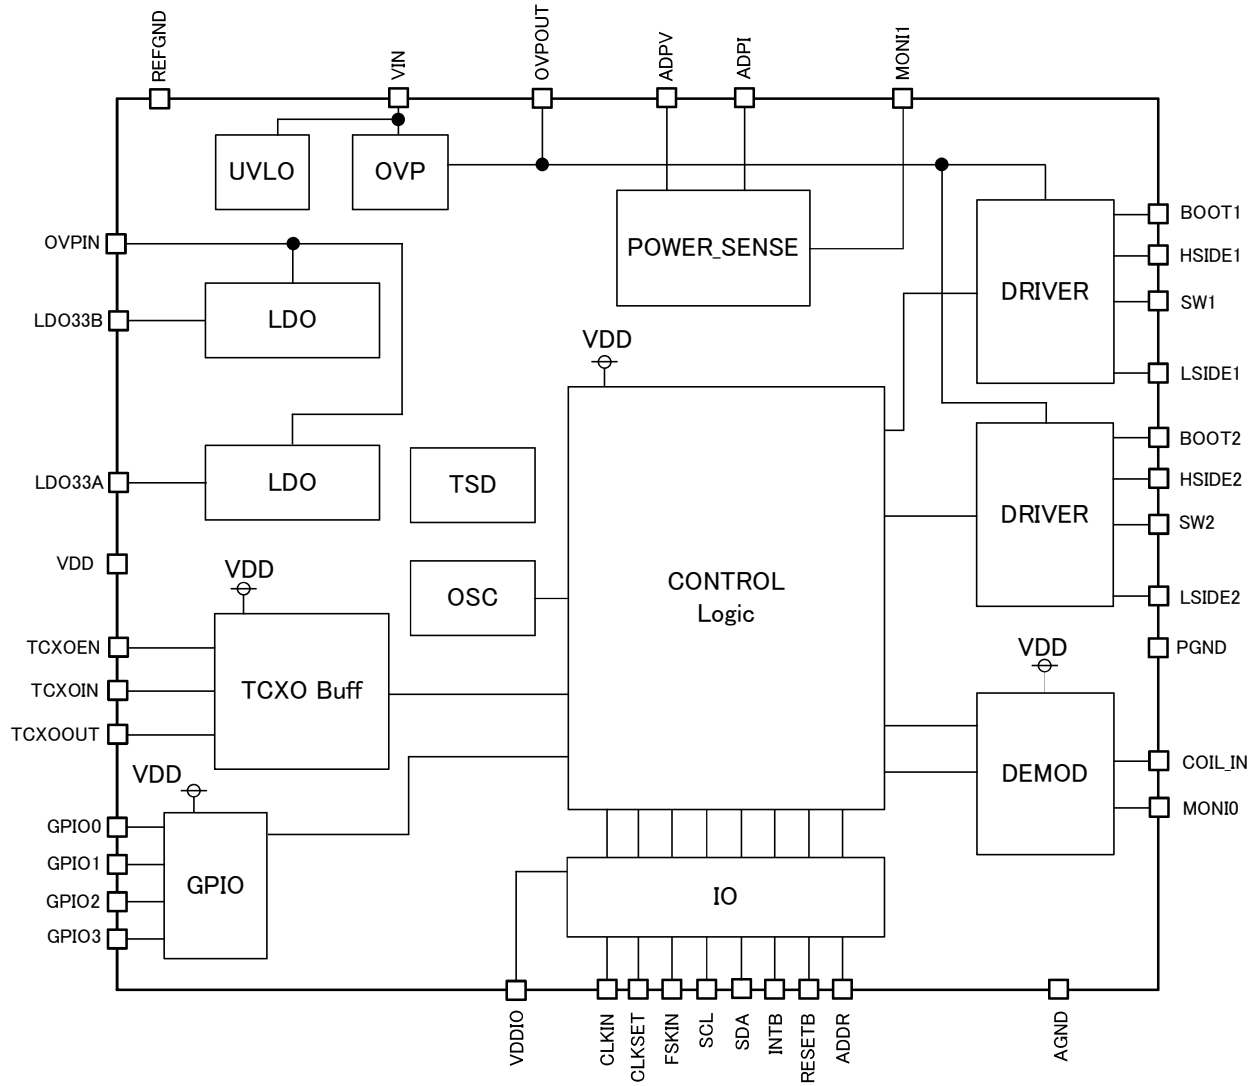 REFGND
VIN
OVPOUT
ADPV
ADPI
MONI1
UVLO
OVP
POWER_SENSE
OVPIN
LDO33B
LDO
LDO33A
LDO
VDD
TSD
OSC
VDD
CONTROL
Logic
DRIVER
BOOT1
HSIDE1
SW1
LSIDE1
DRIVER
BOOT2
HSIDE2
SW2
LSIDE2
PGND
VDD
VDD
TCXOEN
TCXOIN
TCXOOUT
TCXO Buff
VDD
DEMOD
COIL_IN
MONI0
GPIO0
GPIO1
GPIO2
GPIO3
GPIO
IO
VDDIO
CLKIN
CLKSET
FSKIN
SCL
SDA
INTB
RESETB
ADDR
AGND